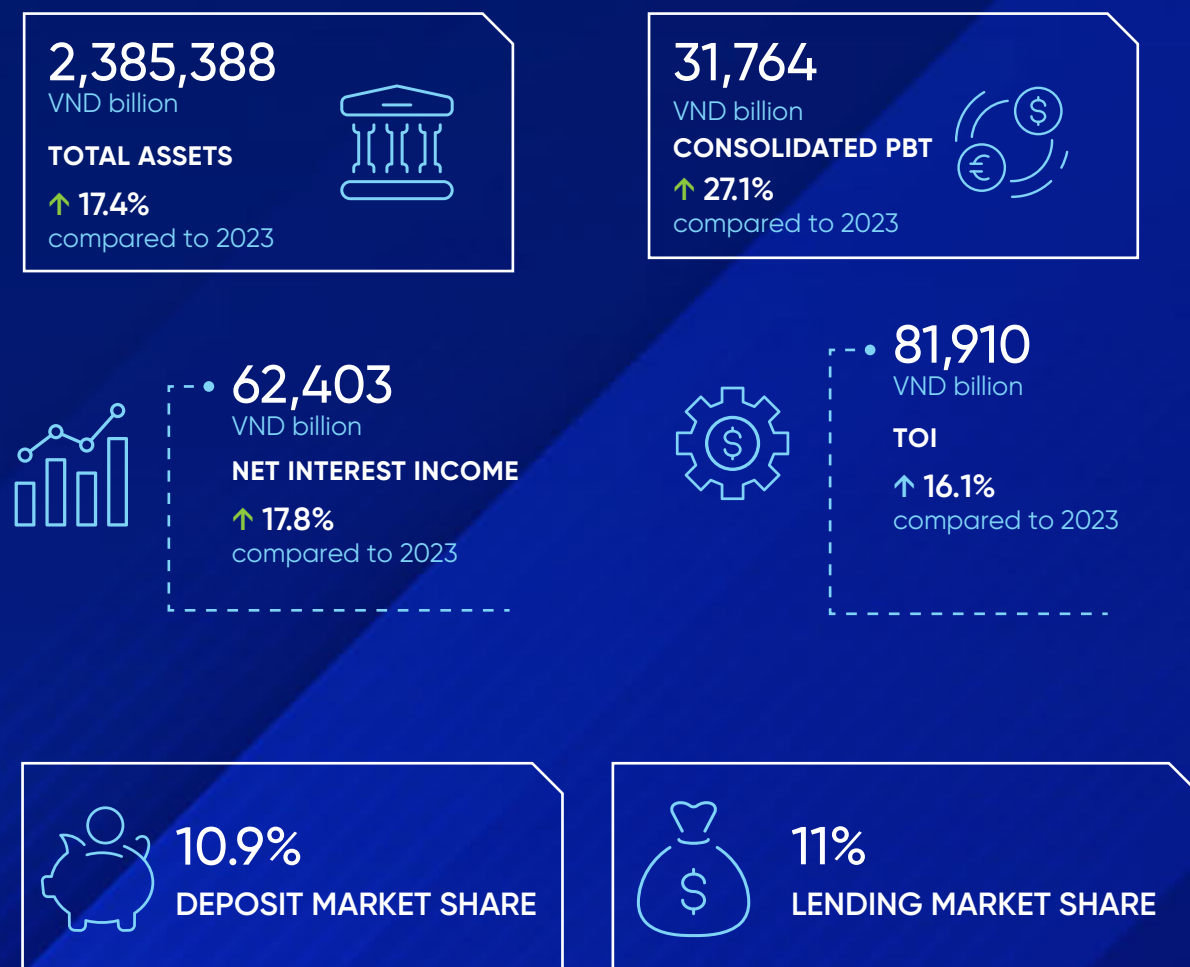 2,385,388
VND billion
TOTAL ASSETS
↑ 17.4%
compared to 2023
31,764
VND billion
CONSOLIDATED PBT
↑ 27.1%
compared to 2023
62,403
VND billion
NET INTEREST INCOME
↑ 17.8%
compared to 2023
81,910
VND billion
TOI
↑ 16.1%
compared to 2023
10.9%
DEPOSIT MARKET SHARE
11%
LENDING MARKET SHARE